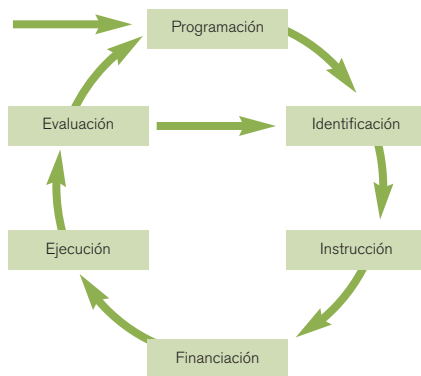 Programación
Evaluación
Identificación
Ejecución
Instrucción
Financiación